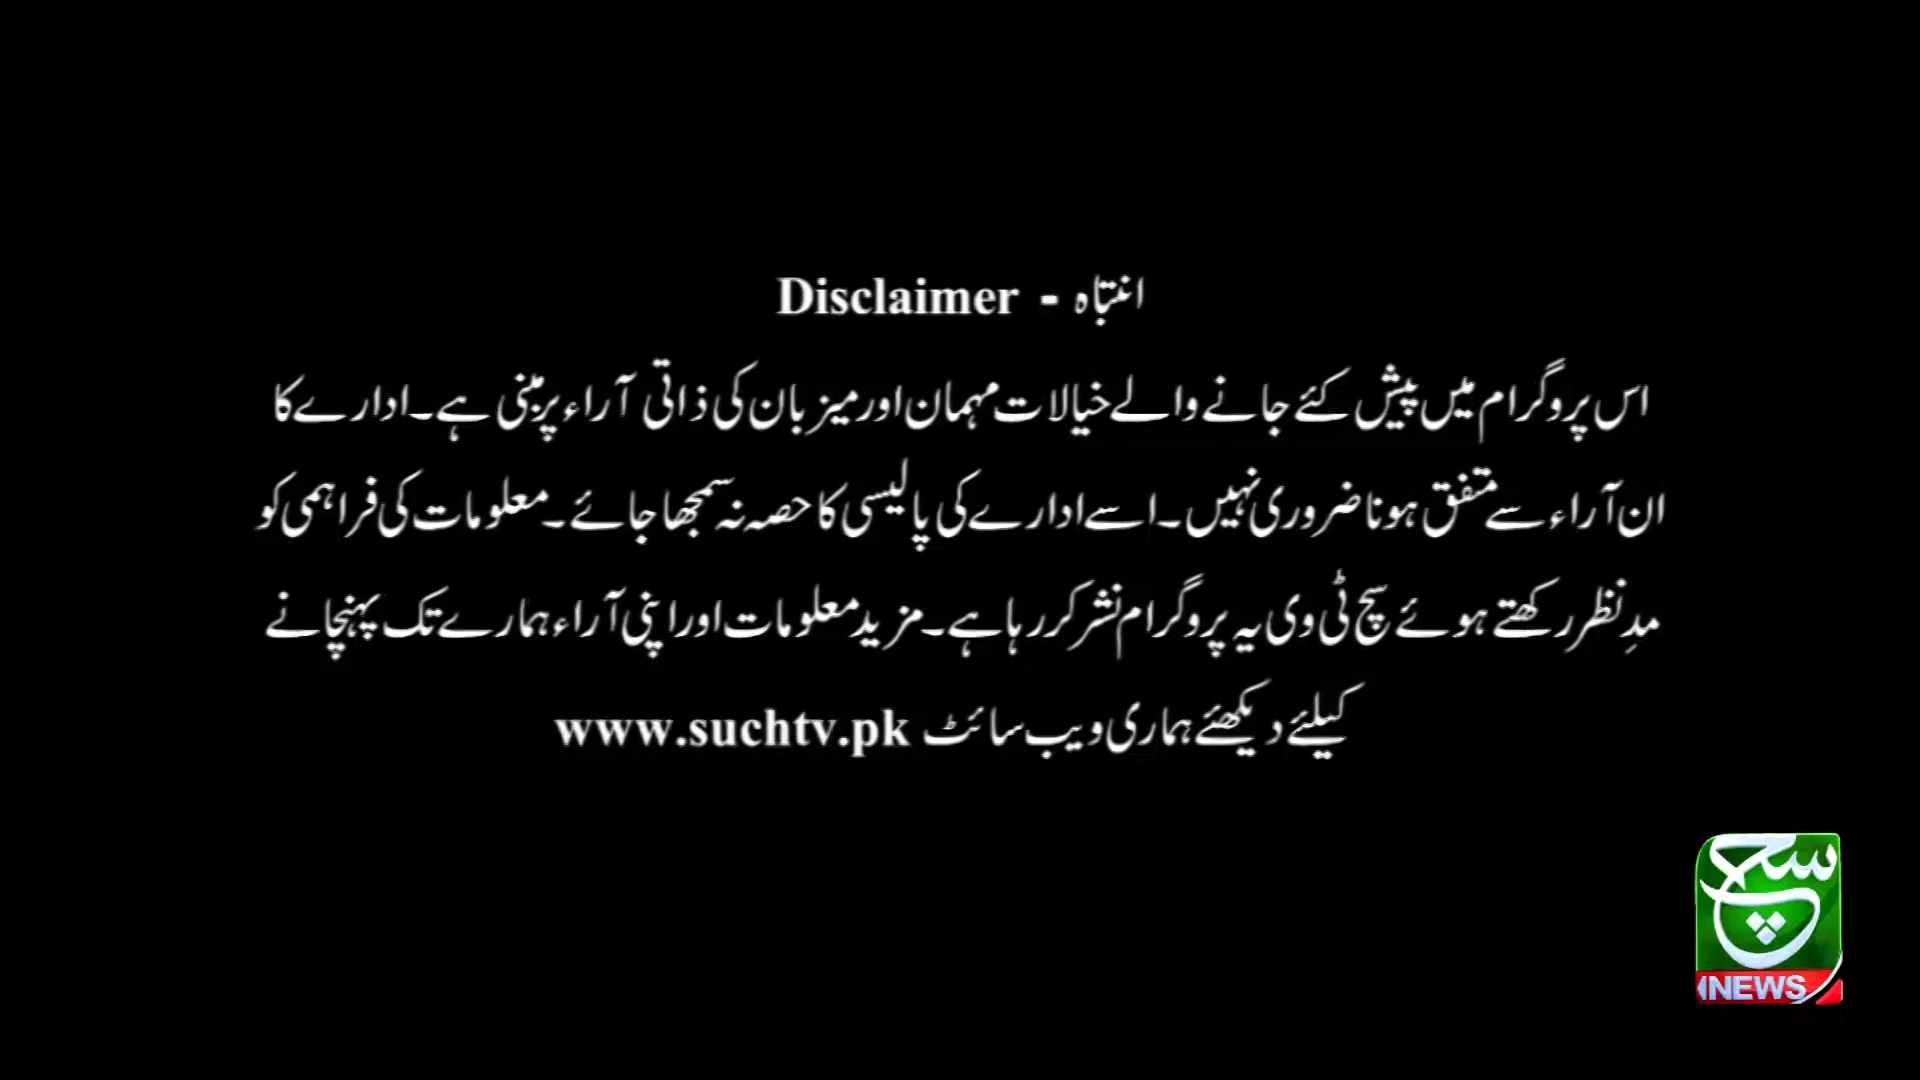 انتباہ - Disclaimer
اس پروگرام میں پیش کئے جانے والے خیالات مہمان اور میزبان کی ذاتی آراء پر مبنی ہے۔ ادارے کا
ان آراء سے متفق ہونا ضروری نہیں۔ اسے ادارے کی پالیسی کا حصہ نہ سمجھا جائے۔ معلومات کی فراہمی کو
مدِنظر رکھتے ہوئے سچ ٹی وی یہ پروگرام نشر کر رہا ہے۔ مزید معلومات اور اپنی آراء ہمارے تک پہنچانے
کیلئے دیکھئے ہماری ویب سائٹ www.suchtv.pk
سچ
NEWS